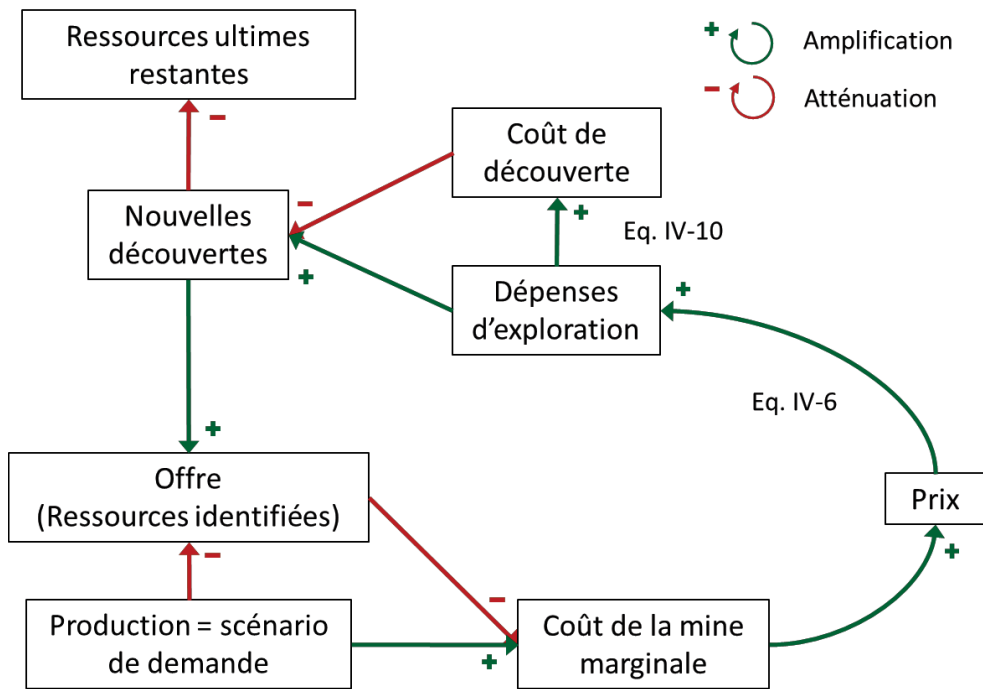 Ressources ultimes
restantes
+
Amplification
-
Atténuation
-
Coût de
découverte
-
Nouvelles
découvertes
+
Eq. IV-10
+
Dépenses
d’exploration
+
Eq. IV-6
+
Offre
(Ressources identifiées)
Prix
-
+
-
Production = scénario
de demande
+
Coût de la mine
marginale